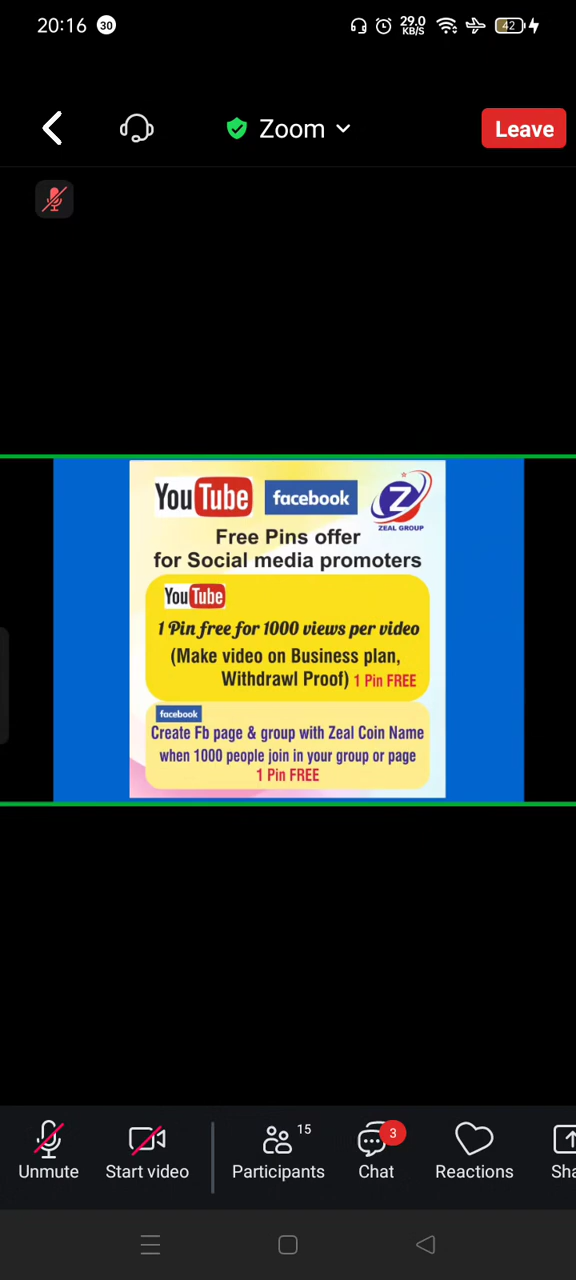 20:16 30 29.0 KB/S 42
Zoom Leave
YouTube facebook Z
ZEAL GROUP
Free Pins offer
for Social media promoters
YouTube
1 Pin free for 1000 views per video
(Make video on Business plan,
Withdrawl Proof) 1 Pin FREE
facebook
Create Fb page & group with Zeal Coin Name
when 1000 people join in your group or page
1 Pin FREE
15 3
Unmute Start video Participants Chat Reactions Sha